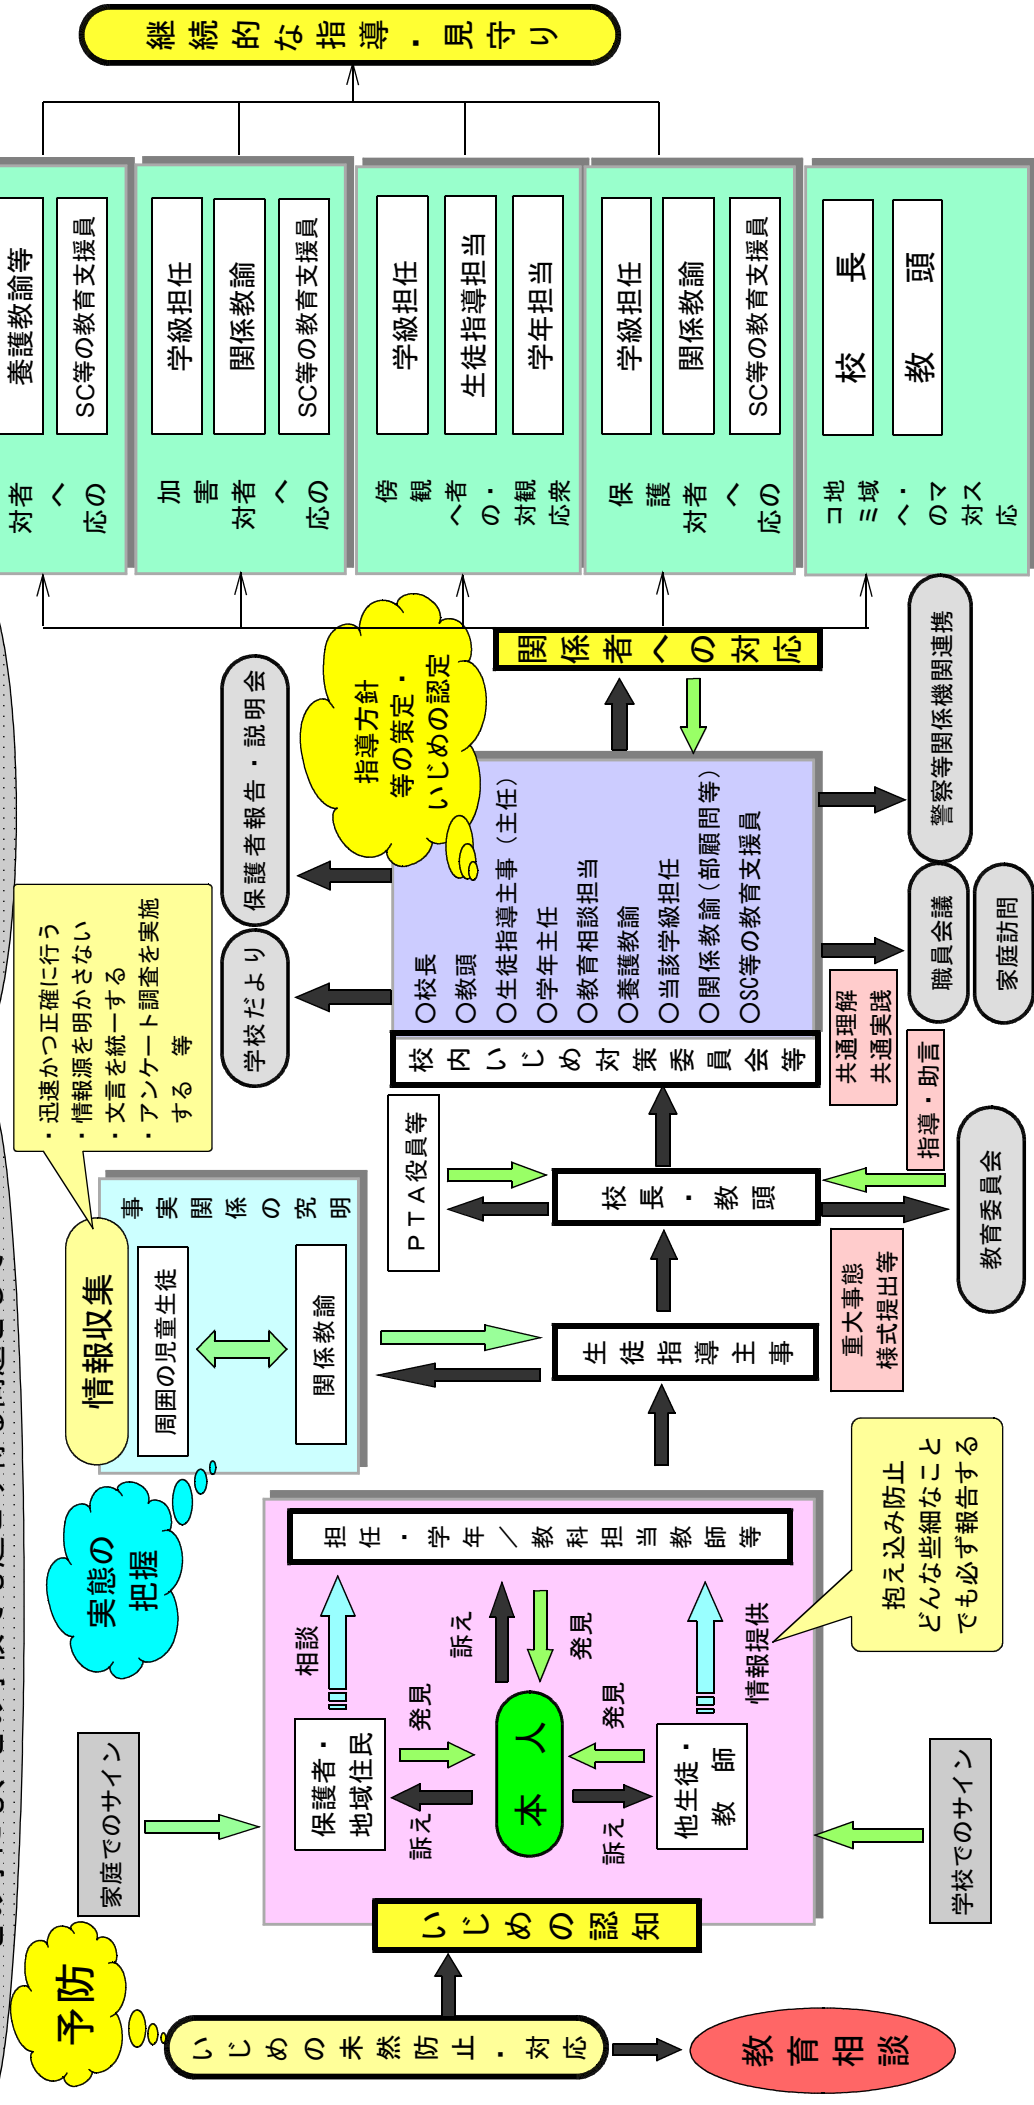 予防
いじめの未然防止・対応
教育相談
家庭でのサイン
学校でのサイン
いじめの認知
保護者・
地域住民
相談
発見
訴え
本人
訴え
発見
訴え
発見
他生徒・
教師
情報提供
担任・学年／教科担当教師等
抱え込み防止
どんな些細なこと
でも必ず報告する
実態の
把握
情報収集
周囲の児童生徒
関係教諭
事実関係の究明
・迅速かつ正確に行う
・情報源を明かさない
・文言を統一する
・アンケート調査を実施
する 等
生徒指導主事
重大事態
様式提出等
ＰＴＡ役員等
校長・教頭
指導・助言
教育委員会
校内いじめ対策委員会等
○校長
○教頭
○生徒指導主事（主任）
○学年主任
○教育相談担当
○養護教諭
○当該学級担任
○関係教諭（部顧問等）
○SC等の教育支援員
共通理解
共通実践
学校だより
保護者報告・説明会
職員会議
家庭訪問
警察等関係機関連携
指導方針
等の策定・
いじめの認定
関係者への対応
養護教諭等
SC等の教育支援員
対者
へ
応の
加害
対者
へ
応の
学級担任
関係教諭
SC等の教育支援員
傍観
へ者
の・
対観
応衆
学級担任
生徒指導担当
学年担当
保護
対者
へ
応の
学級担任
関係教諭
SC等の教育支援員
コ地
ミ域
へ・
のマ
対ス
応
校長
教頭
継続的な指導・見守り